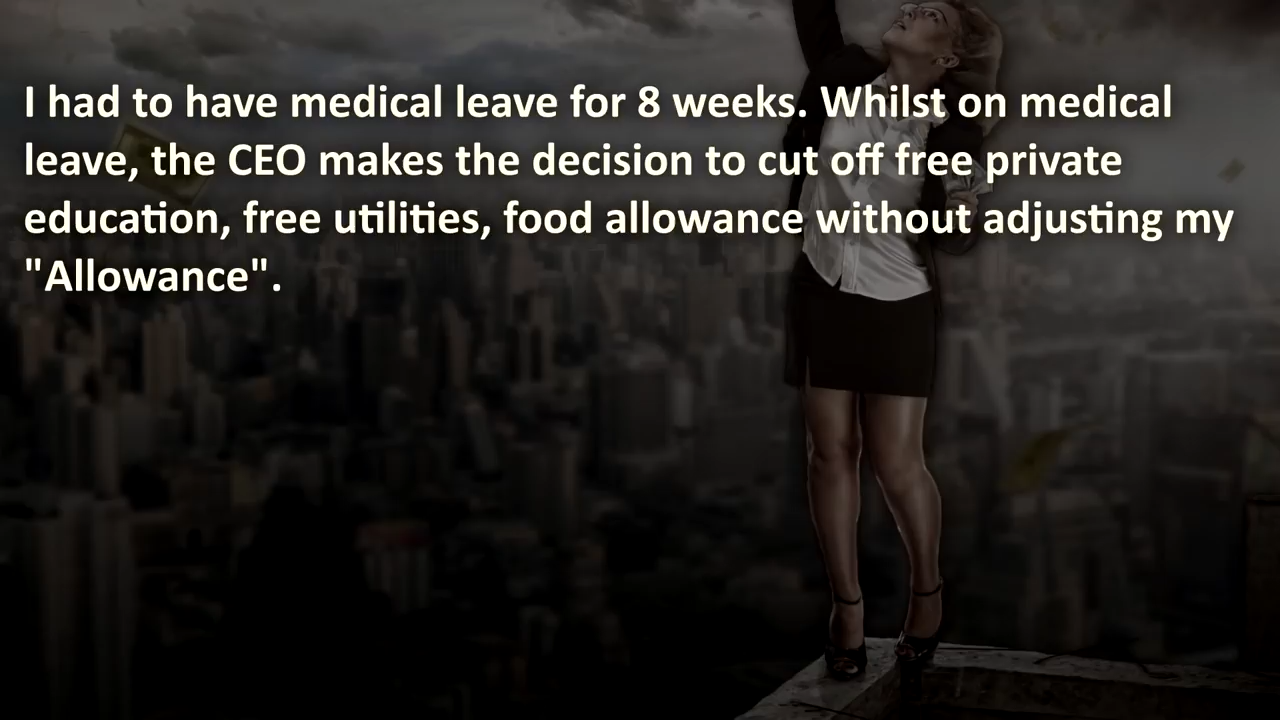 I had to have medical leave for 8 weeks. Whilst on medical
leave, the CEO makes the decision to cut off free private
education, free utilities, food allowance without adjusting my
"Allowance".